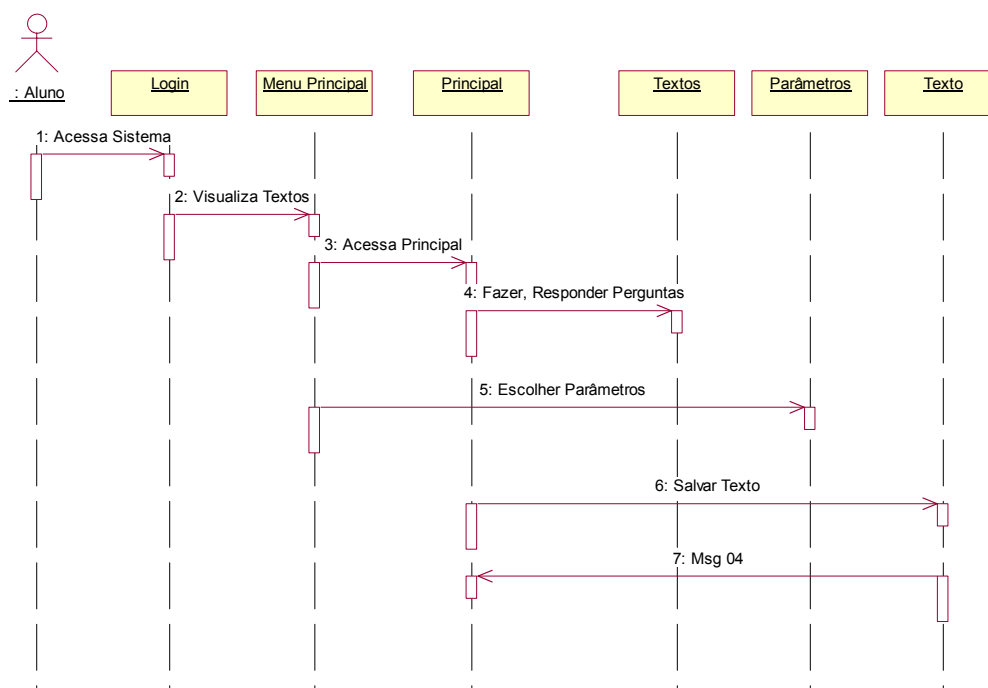 : Aluno
Login
Menu Principal
Principal
Textos
Parâmetros
Texto
1: Acessa Sistema
2: Visualiza Textos
3: Acessa Principal
4: Fazer, Responder Perguntas
5: Escolher Parâmetros
6: Salvar Texto
7: Msg 04